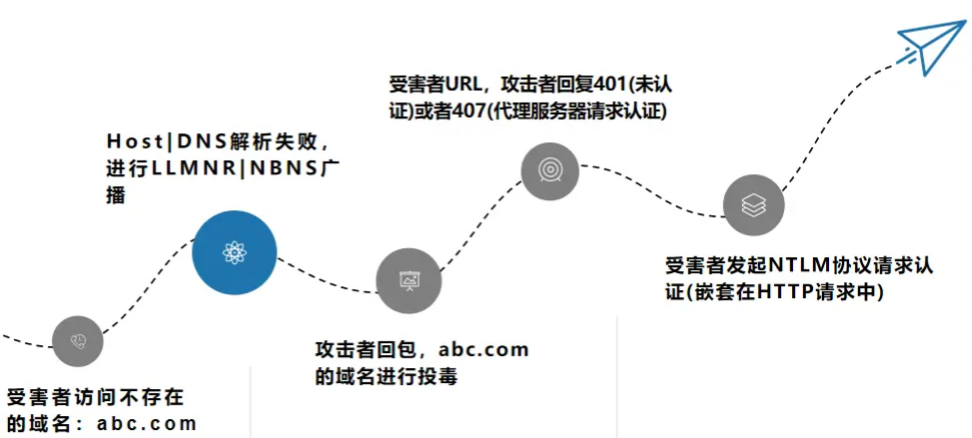 受害者URL，攻击者回复401(未认
证)或者407(代理服务器请求认证)
Host|DNS解析失败，
进行LLMNR|NBNS广
播
受害者发起NTLM协议请求认
证(嵌套在HTTP请求中)
攻击者回包，abc.com
的域名进行投毒
受害者访问不存在
的域名：abc.com